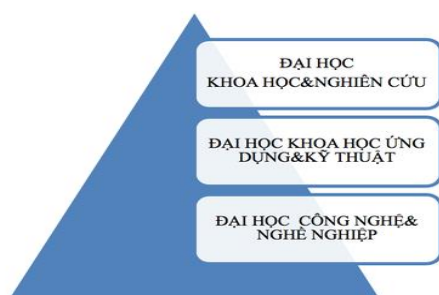 ĐẠI HỌC
KHOA HỌC&NGHIÊN CỨU
ĐẠI HỌC KHOA HỌC ỨNG
DỤNG&KỸ THUẬT
ĐẠI HỌC CÔNG NGHỆ&
NGHỀ NGHIỆP